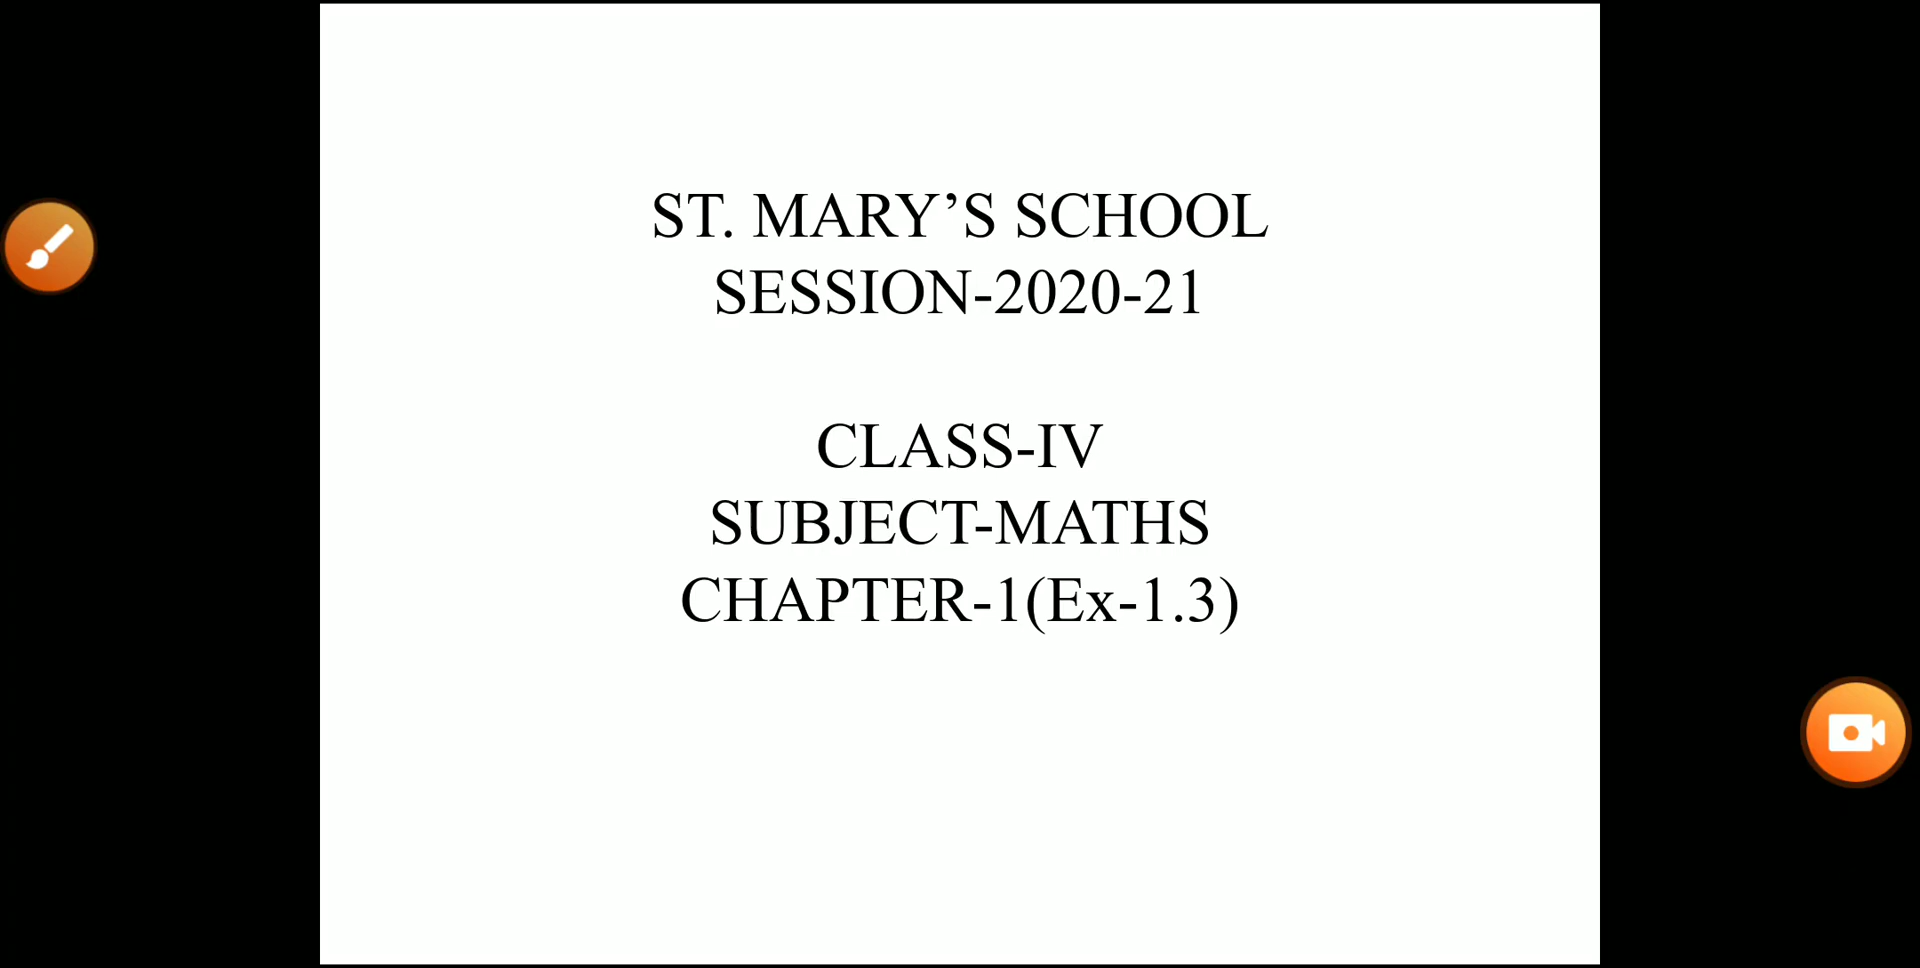 ST. MARY’S SCHOOL
SESSION-2020-21
CLASS-IV
SUBJECT-MATHS
CHAPTER-1(Ex-1.3)